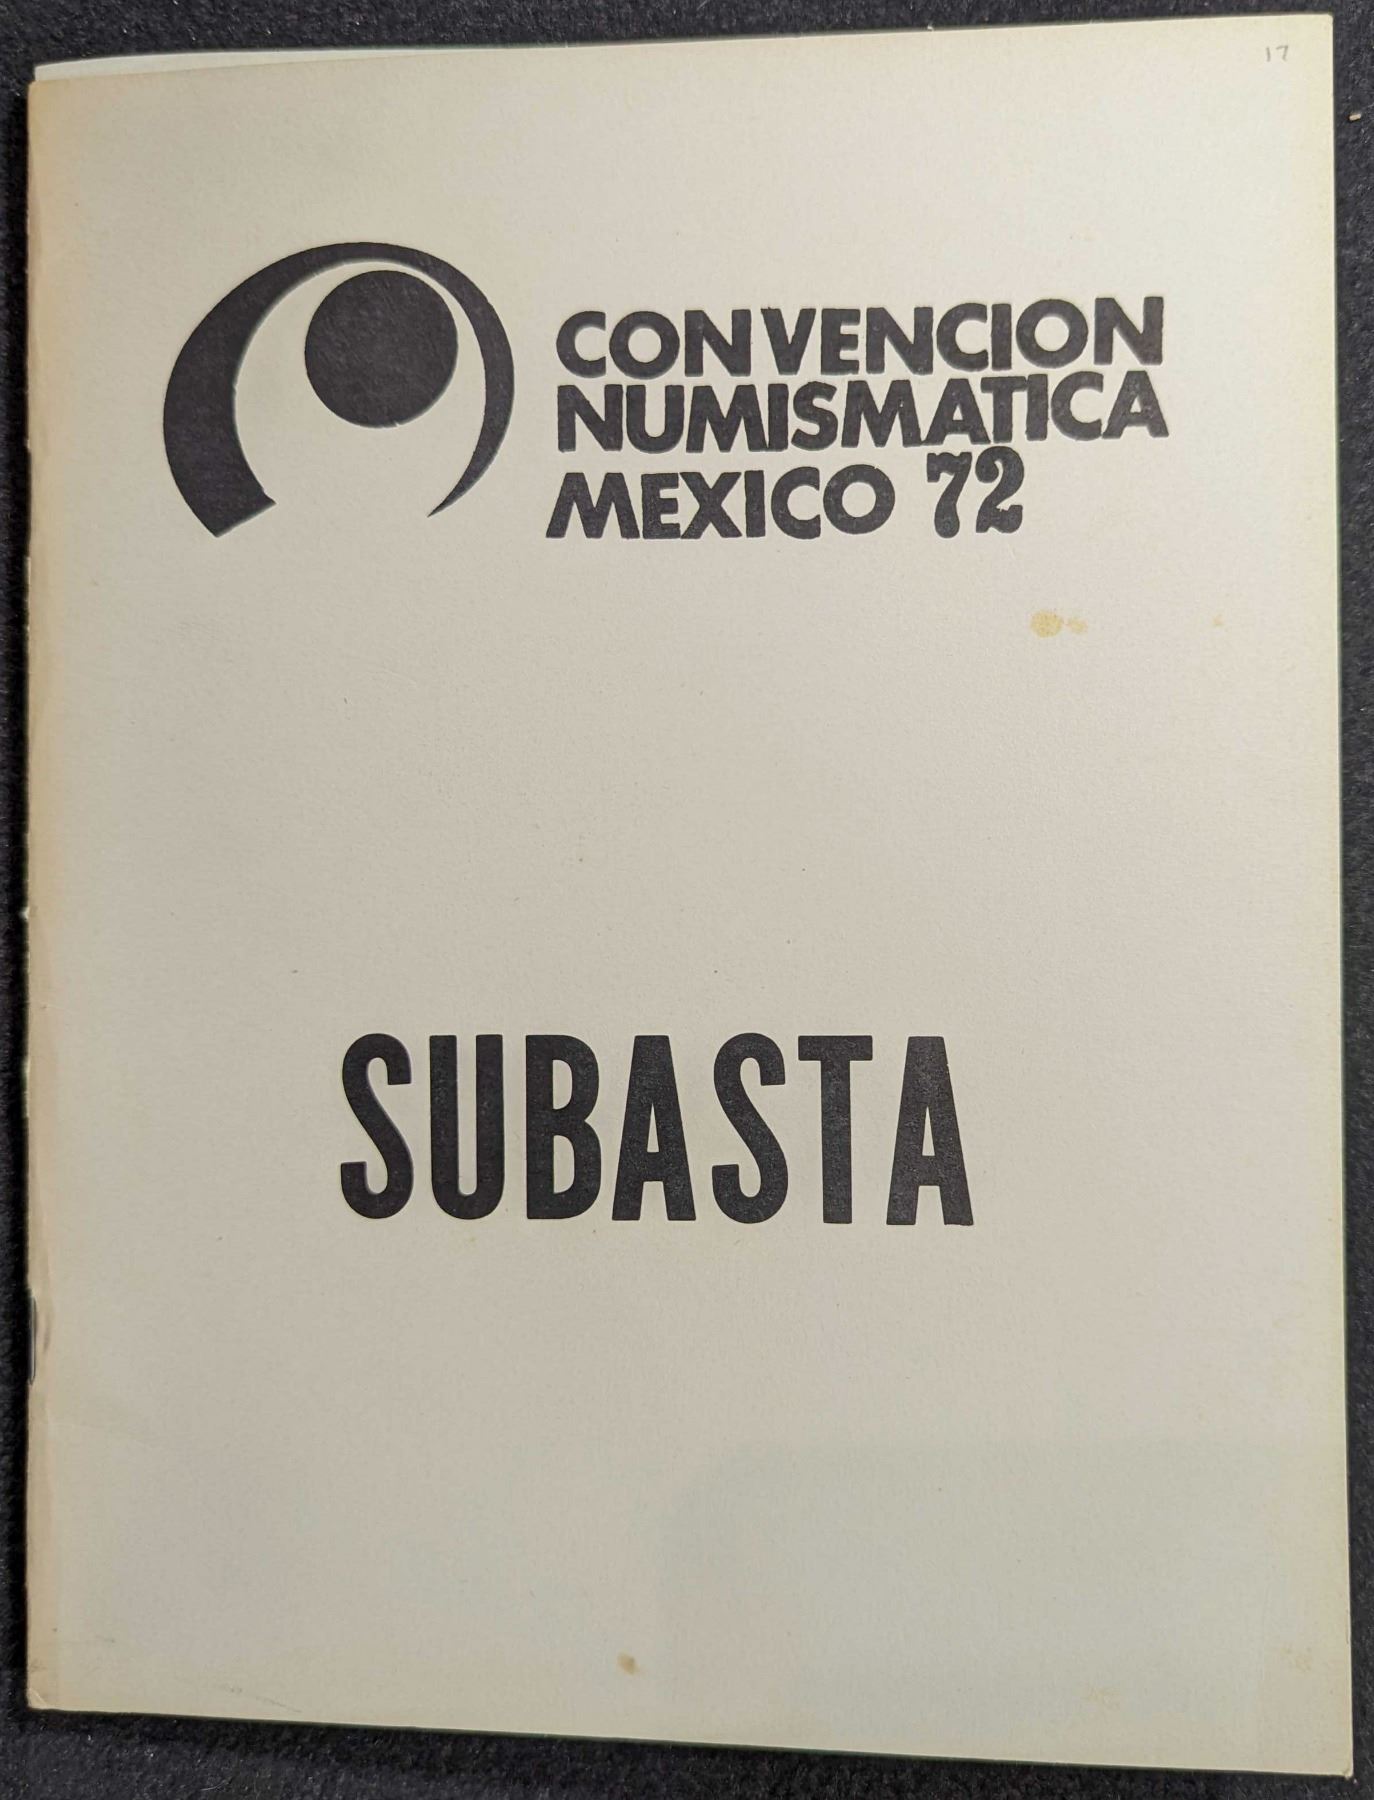 17
CONVENCION
NUMISMATICA
MEXICO 72
SUBASTA